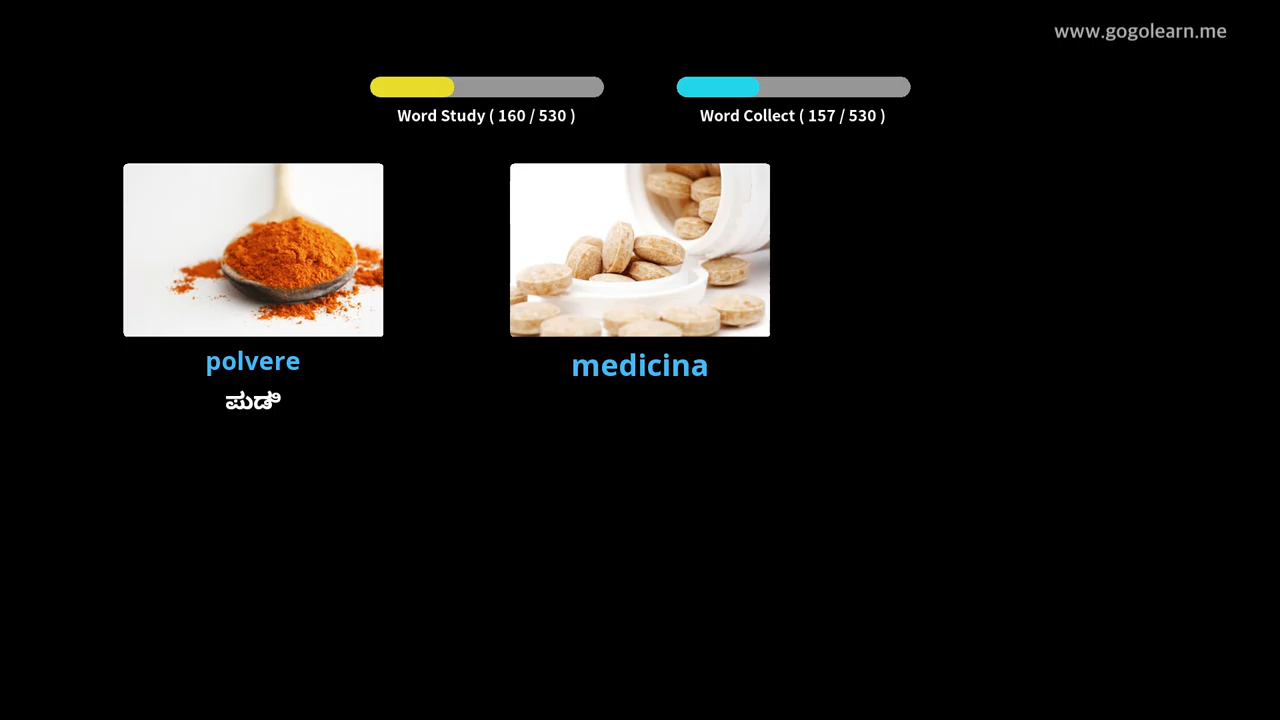 www.gogolearn.me
Word Study ( 160 / 530 )
Word Collect ( 157 / 530 )
polvere
ಪುಡಿ
medicina